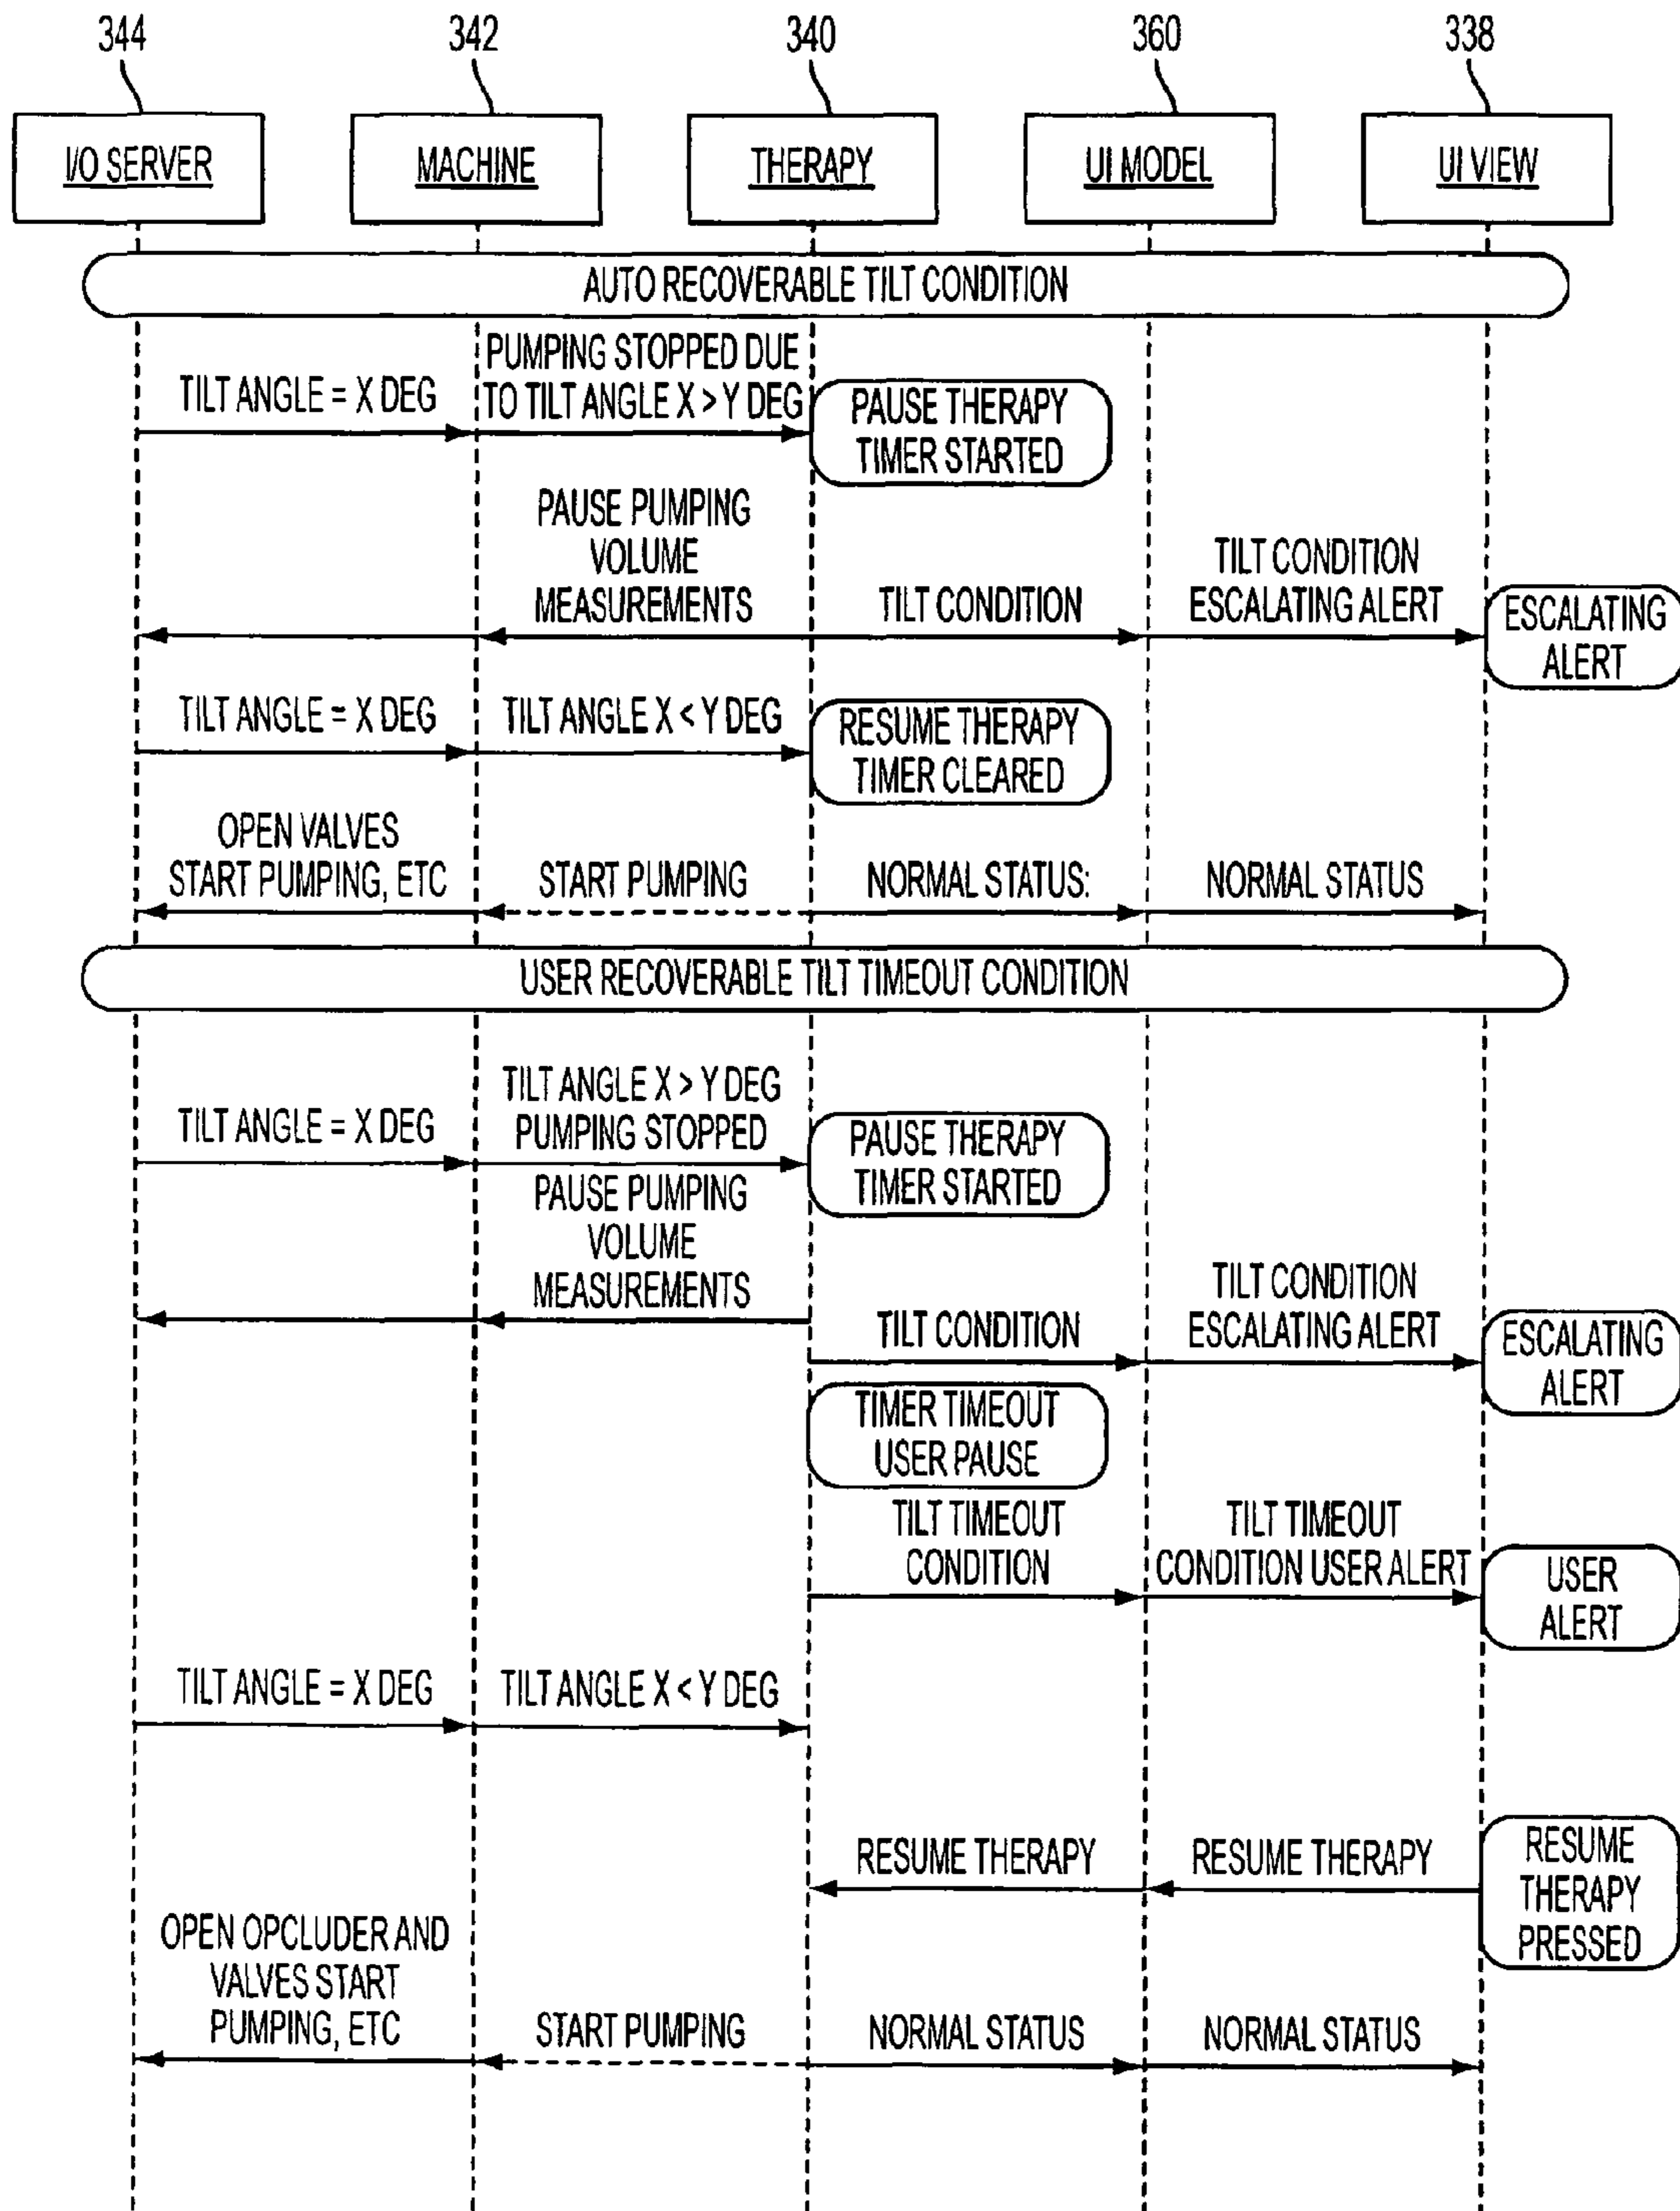 344 342 340 360 338
I/O SERVER MACHINE THERAPY UI MODEL UI VIEW
AUTO RECOVERABLE TILT CONDITION
TILT ANGLE = X DEG
PUMPING STOPPED DUE
TO TILT ANGLE X > Y DEG
PAUSE THERAPY
TIMER STARTED
PAUSE PUMPING
VOLUME
MEASUREMENTS
TILT CONDITION
TILT CONDITION
ESCALATING ALERT
ESCALATING
ALERT
TILT ANGLE = X DEG
TILT ANGLE X < Y DEG
RESUME THERAPY
TIMER CLEARED
OPEN VALVES
START PUMPING, ETC
START PUMPING
NORMAL STATUS:
NORMAL STATUS
USER RECOVERABLE TILT TIMEOUT CONDITION
TILT ANGLE = X DEG
TILT ANGLE X > Y DEG
PUMPING STOPPED
PAUSE THERAPY
TIMER STARTED
PAUSE PUMPING
VOLUME
MEASUREMENTS
TILT CONDITION
TILT CONDITION
ESCALATING ALERT
ESCALATING
ALERT
TIMER TIMEOUT
USER PAUSE
TILT TIMEOUT
CONDITION
TILT TIMEOUT
CONDITION USER ALERT
USER
ALERT
TILT ANGLE = X DEG
TILT ANGLE X < Y DEG
RESUME THERAPY
RESUME THERAPY
RESUME
THERAPY
PRESSED
OPEN OPCLUDER AND
VALVES START
PUMPING, ETC
START PUMPING
NORMAL STATUS
NORMAL STATUS